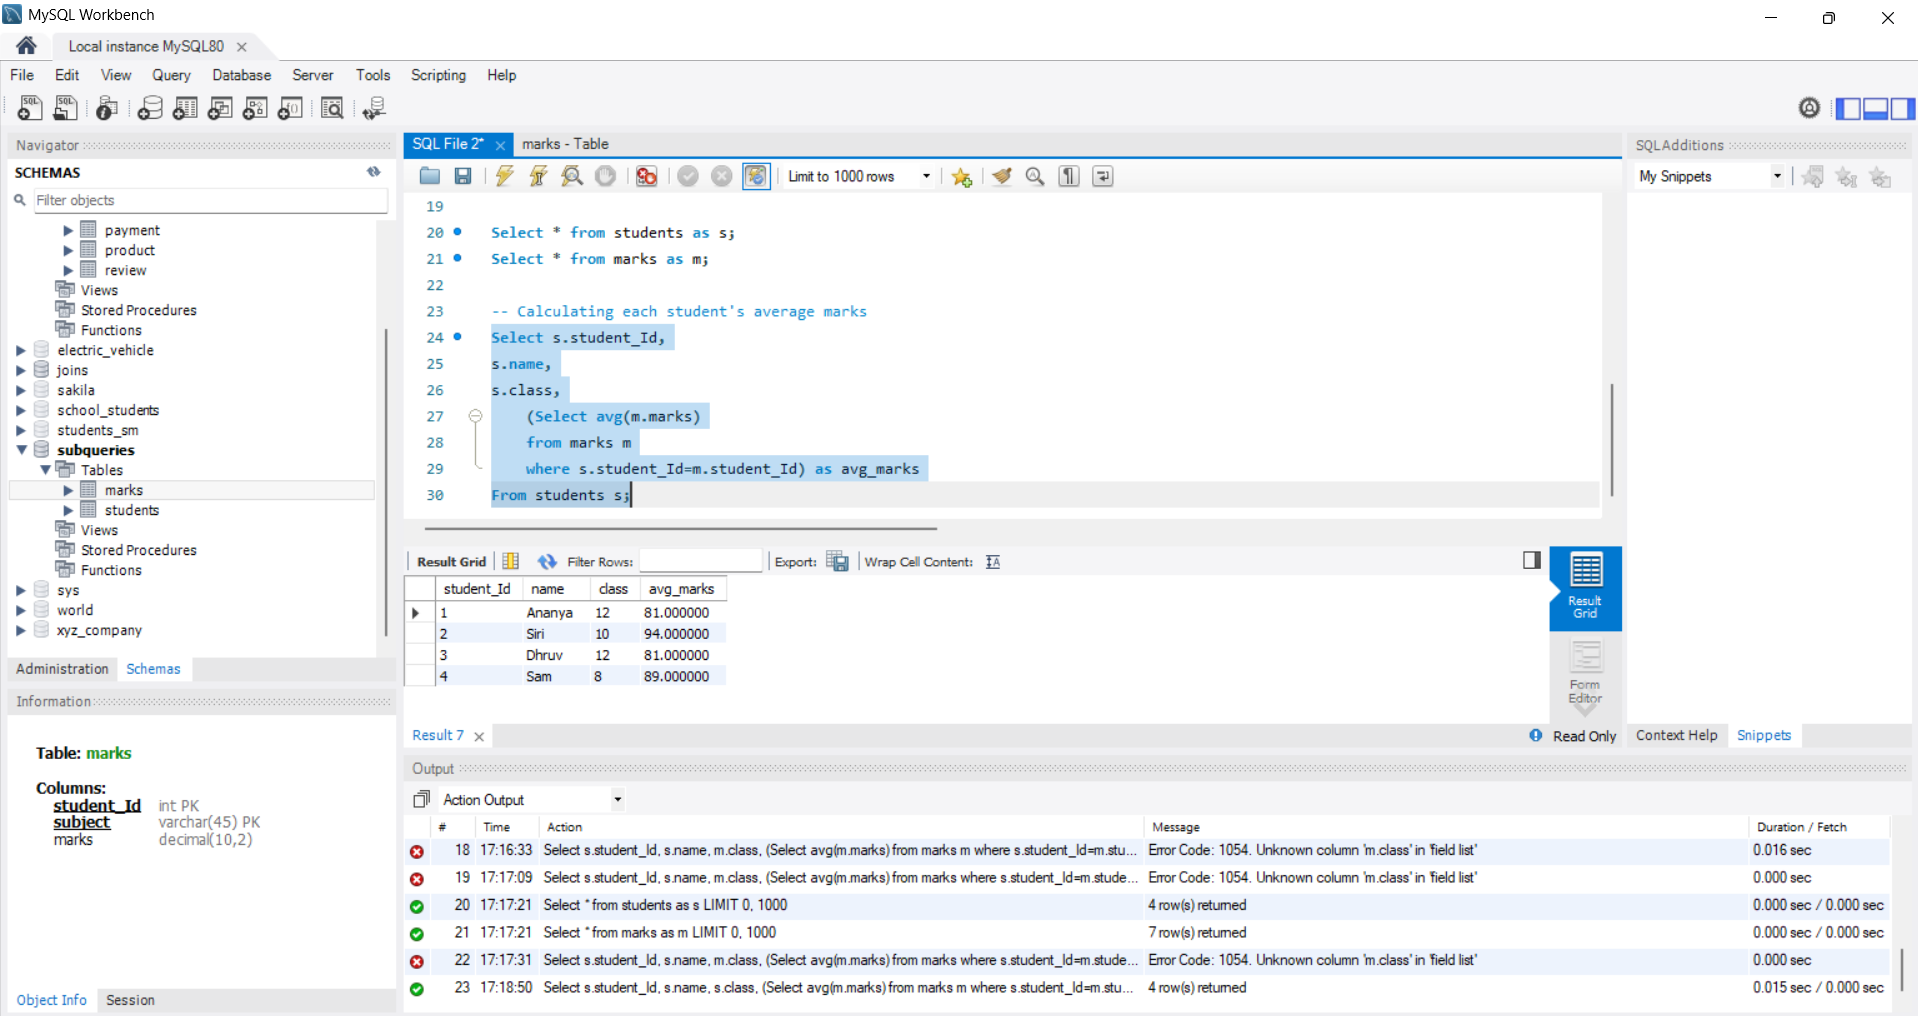 MySQL Workbench
Local instance MySQL80
File Edit View Query Database Server Tools Scripting Help
Navigator
SCHEMAS
Filter objects
payment
product
review
Views
Stored Procedures
Functions
electric_vehicle
joins
sakila
school_students
students_sm
subqueries
Tables
marks
students
Views
Stored Procedures
Functions
sys
world
xyz_company
Administration Schemas
Information
Table: marks
Columns:
student_Id int PK
subject varchar(45) PK
marks decimal(10,2)
Object Info Session
SQL File 2* marks - Table
Limit to 1000 rows
19
20 Select * from students as s;
21 Select * from marks as m;
22
23 -- Calculating each student's average marks
24 Select s.student_Id,
25 s.name,
26 s.class,
27 (Select avg(m.marks)
28 from marks m
29 where s.student_Id=m.student_Id) as avg_marks
30 From students s;
Result Grid Filter Rows: Export: Wrap Cell Content:
student_Id name class avg_marks
1 Ananya 12 81.000000
2 Siri 10 94.000000
3 Dhruv 12 81.000000
4 Sam 8 89.000000
Result Grid
Form Editor
Result 7 Read Only
SQLAdditions
My Snippets
Context Help Snippets
Output
Action Output
# Time Action Message Duration / Fetch
18 17:16:33 Select s.student_Id, s.name, m.class, (Select avg(m.marks) from marks m where s.student_Id=m.stu... Error Code: 1054. Unknown column 'm.class' in 'field list' 0.016 sec
19 17:17:09 Select s.student_Id, s.name, m.class, (Select avg(m.marks) from marks where s.student_Id=m.stude... Error Code: 1054. Unknown column 'm.class' in 'field list' 0.000 sec
20 17:17:21 Select * from students as s LIMIT 0, 1000 4 row(s) returned 0.000 sec / 0.000 sec
21 17:17:21 Select * from marks as m LIMIT 0, 1000 7 row(s) returned 0.000 sec / 0.000 sec
22 17:17:31 Select s.student_Id, s.name, m.class, (Select avg(m.marks) from marks where s.student_Id=m.stude... Error Code: 1054. Unknown column 'm.class' in 'field list' 0.000 sec
23 17:18:50 Select s.student_Id, s.name, s.class, (Select avg(m.marks) from marks m where s.student_Id=m.stu... 4 row(s) returned 0.015 sec / 0.000 sec